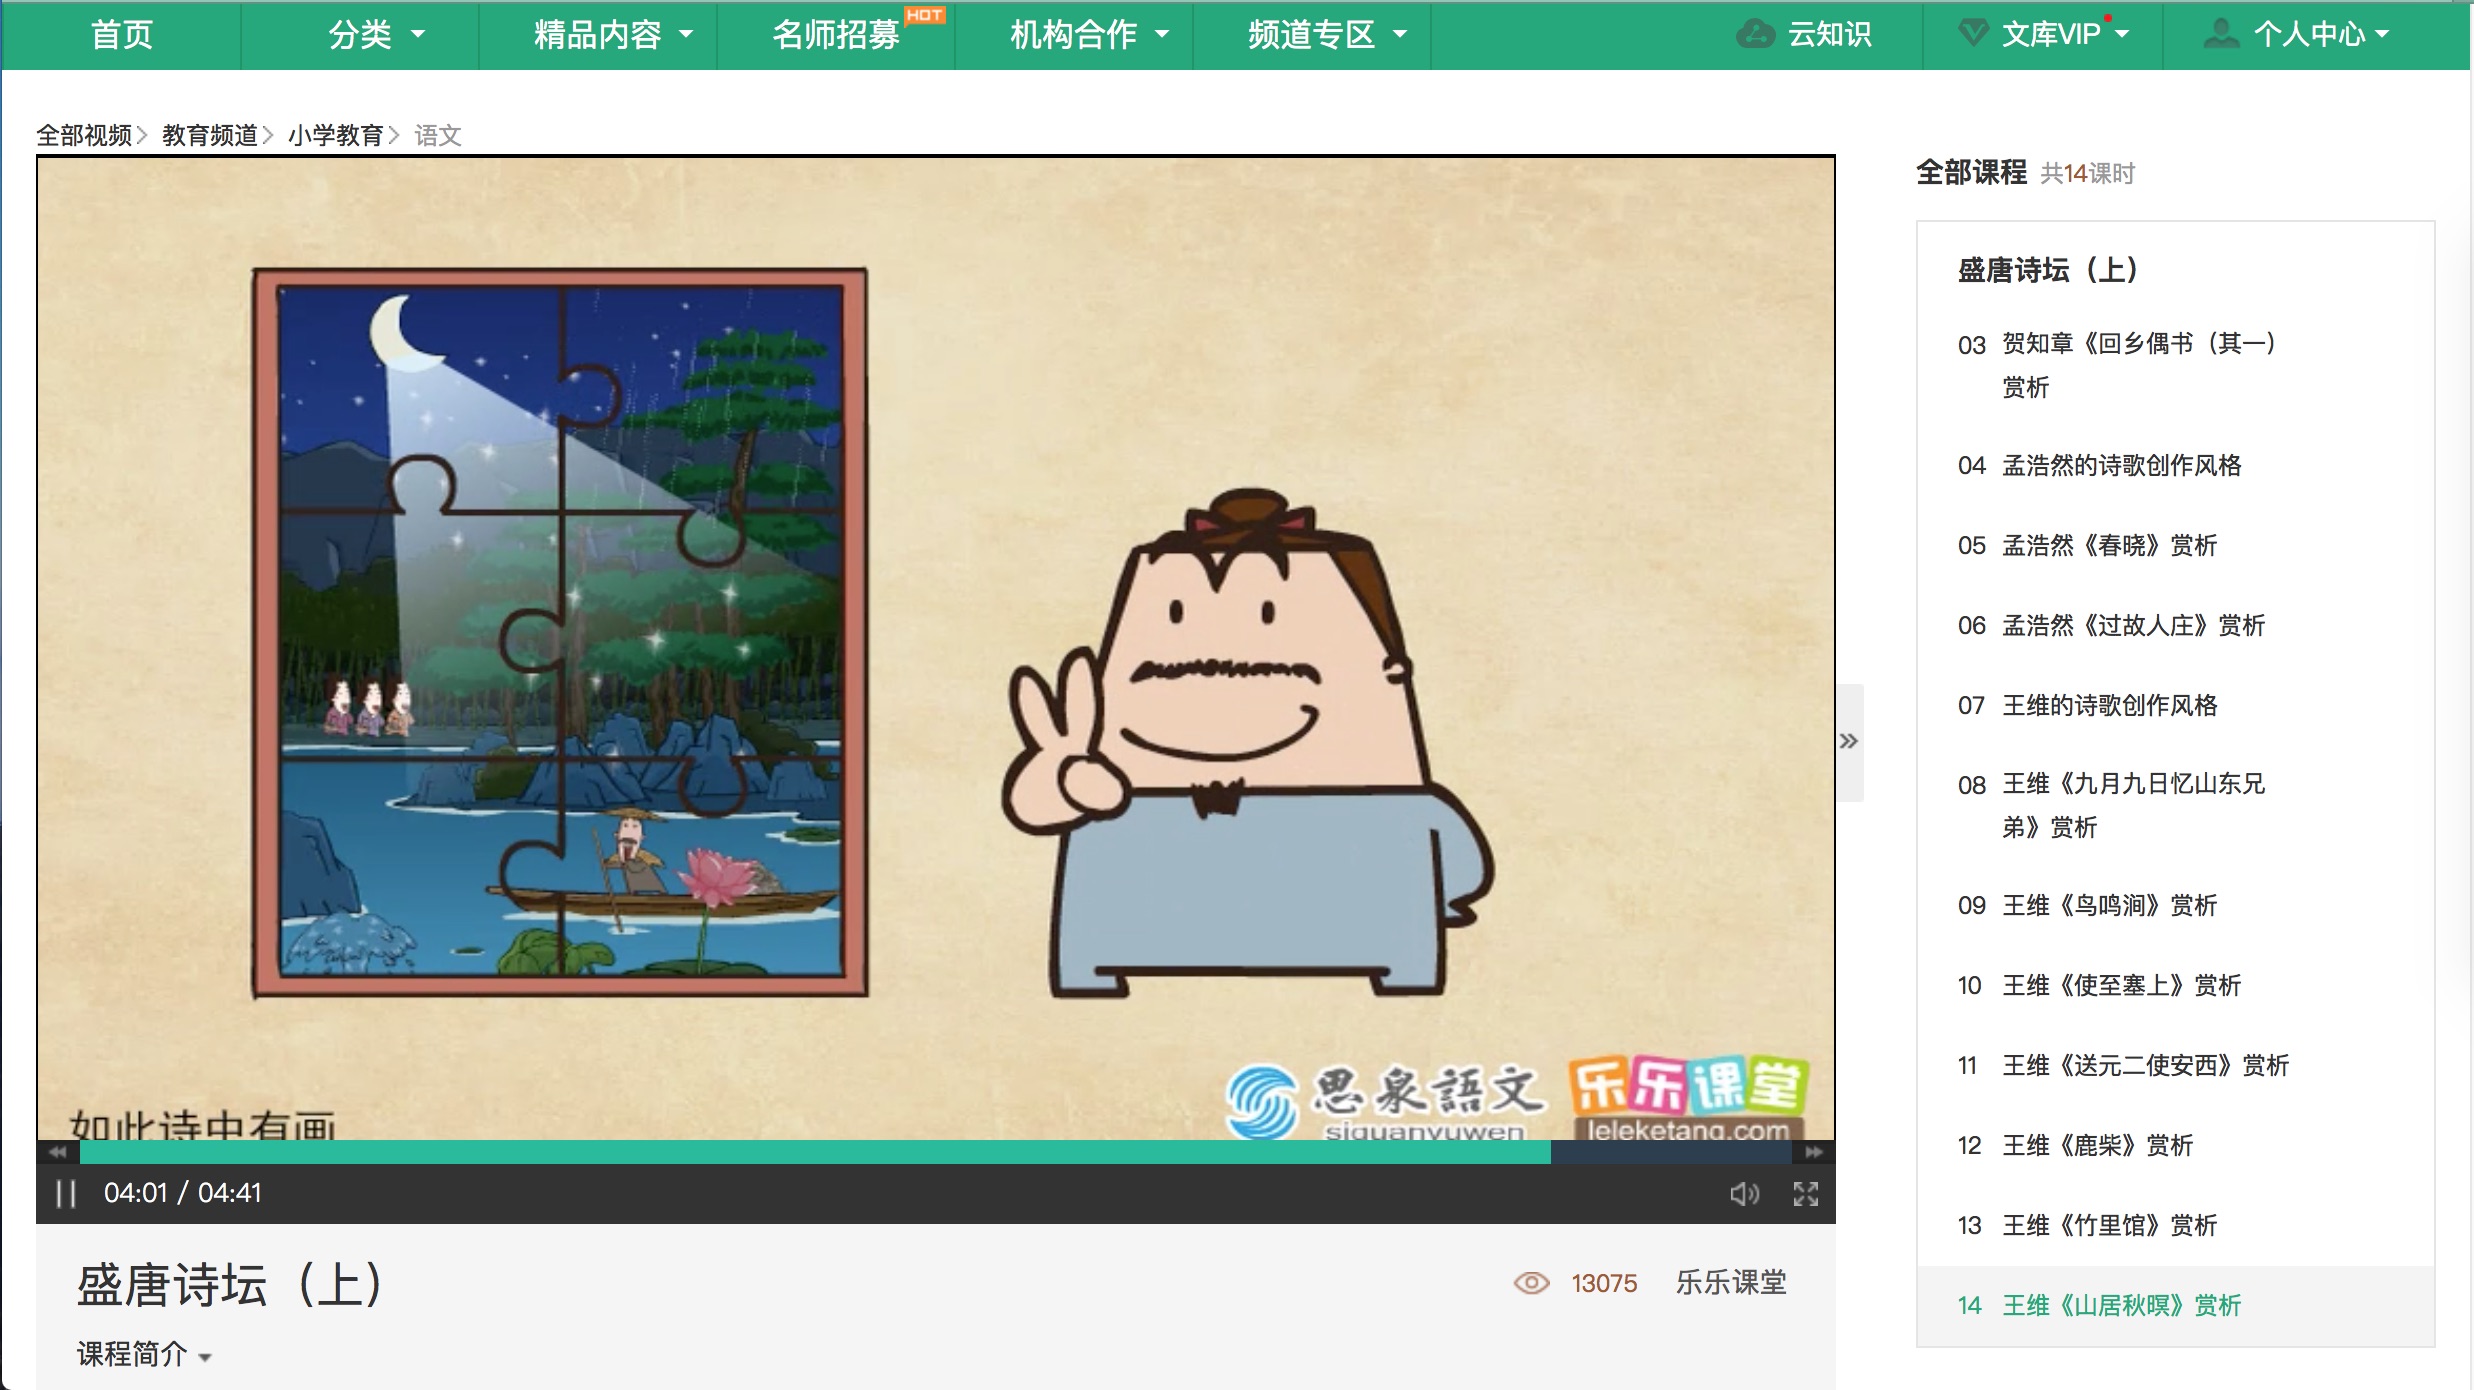 首页
分类
精品内容
名师招募
HOT
机构合作
频道专区
云知识
文库VIP
个人中心
全部视频
教育频道
小学教育
语文
如此诗中有画
思泉語文
siquanyuwen
乐乐课堂
leleketang.com
04:01 / 04:41
盛唐诗坛（上）
13075
乐乐课堂
课程简介
全部课程 共14课时
盛唐诗坛（上）
03 贺知章《回乡偶书（其一）
赏析
04 孟浩然的诗歌创作风格
05 孟浩然《春晓》赏析
06 孟浩然《过故人庄》赏析
07 王维的诗歌创作风格
08 王维《九月九日忆山东兄
弟》赏析
09 王维《鸟鸣涧》赏析
10 王维《使至塞上》赏析
11 王维《送元二使安西》赏析
12 王维《鹿柴》赏析
13 王维《竹里馆》赏析
14 王维《山居秋暝》赏析